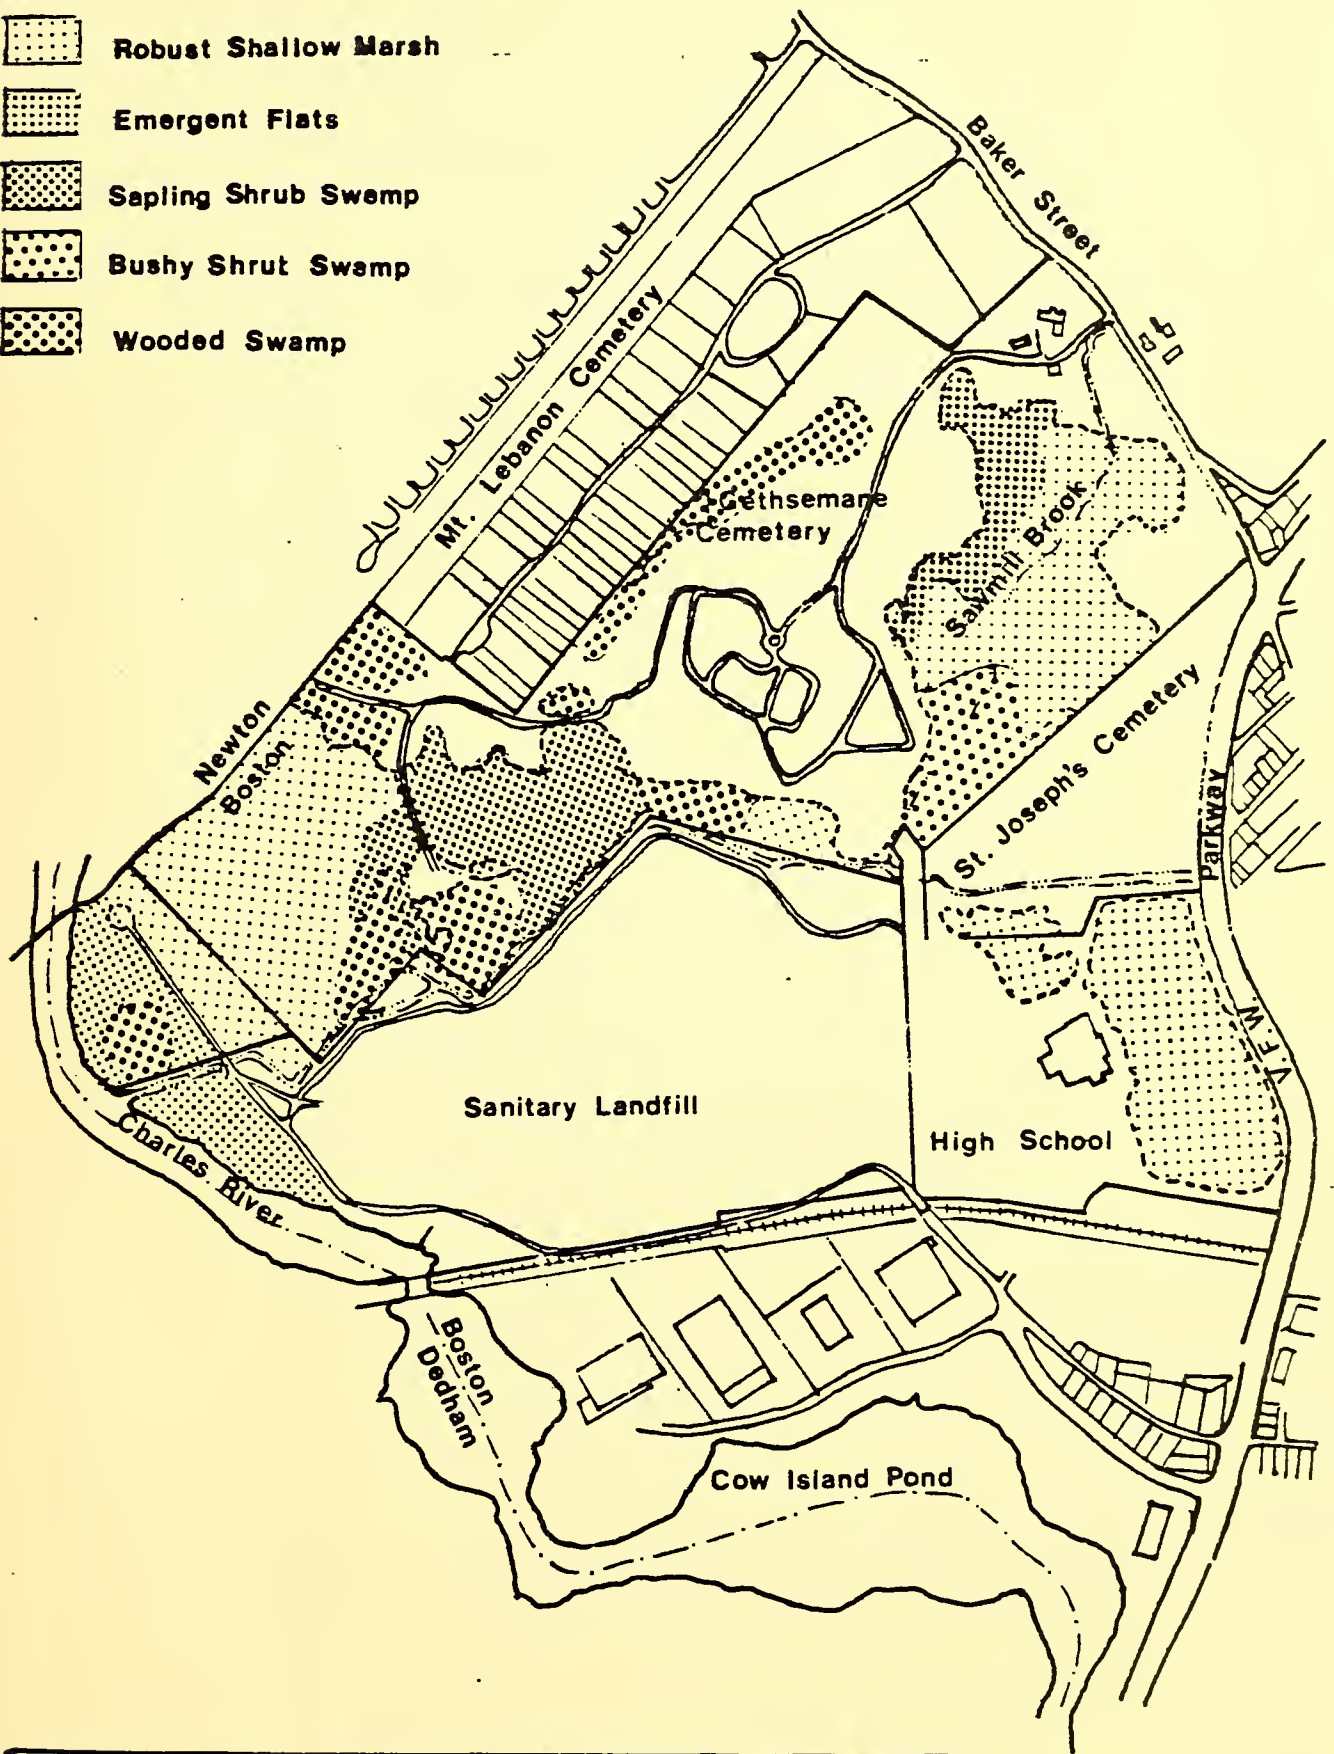 Robust Shallow Marsh
Emergent Flats
Sapling Shrub Swamp
Bushy Shrut Swamp
Wooded Swamp
Baker Street
Mt. Lebanon Cemetery
Gethsemane
Cemetery
Sawmill Brook
Newton
Boston
St. Joseph's Cemetery
Parkway
V.F.W
Sanitary Landfill
High School
Charles River
Boston
Dedham
Cow Island Pond